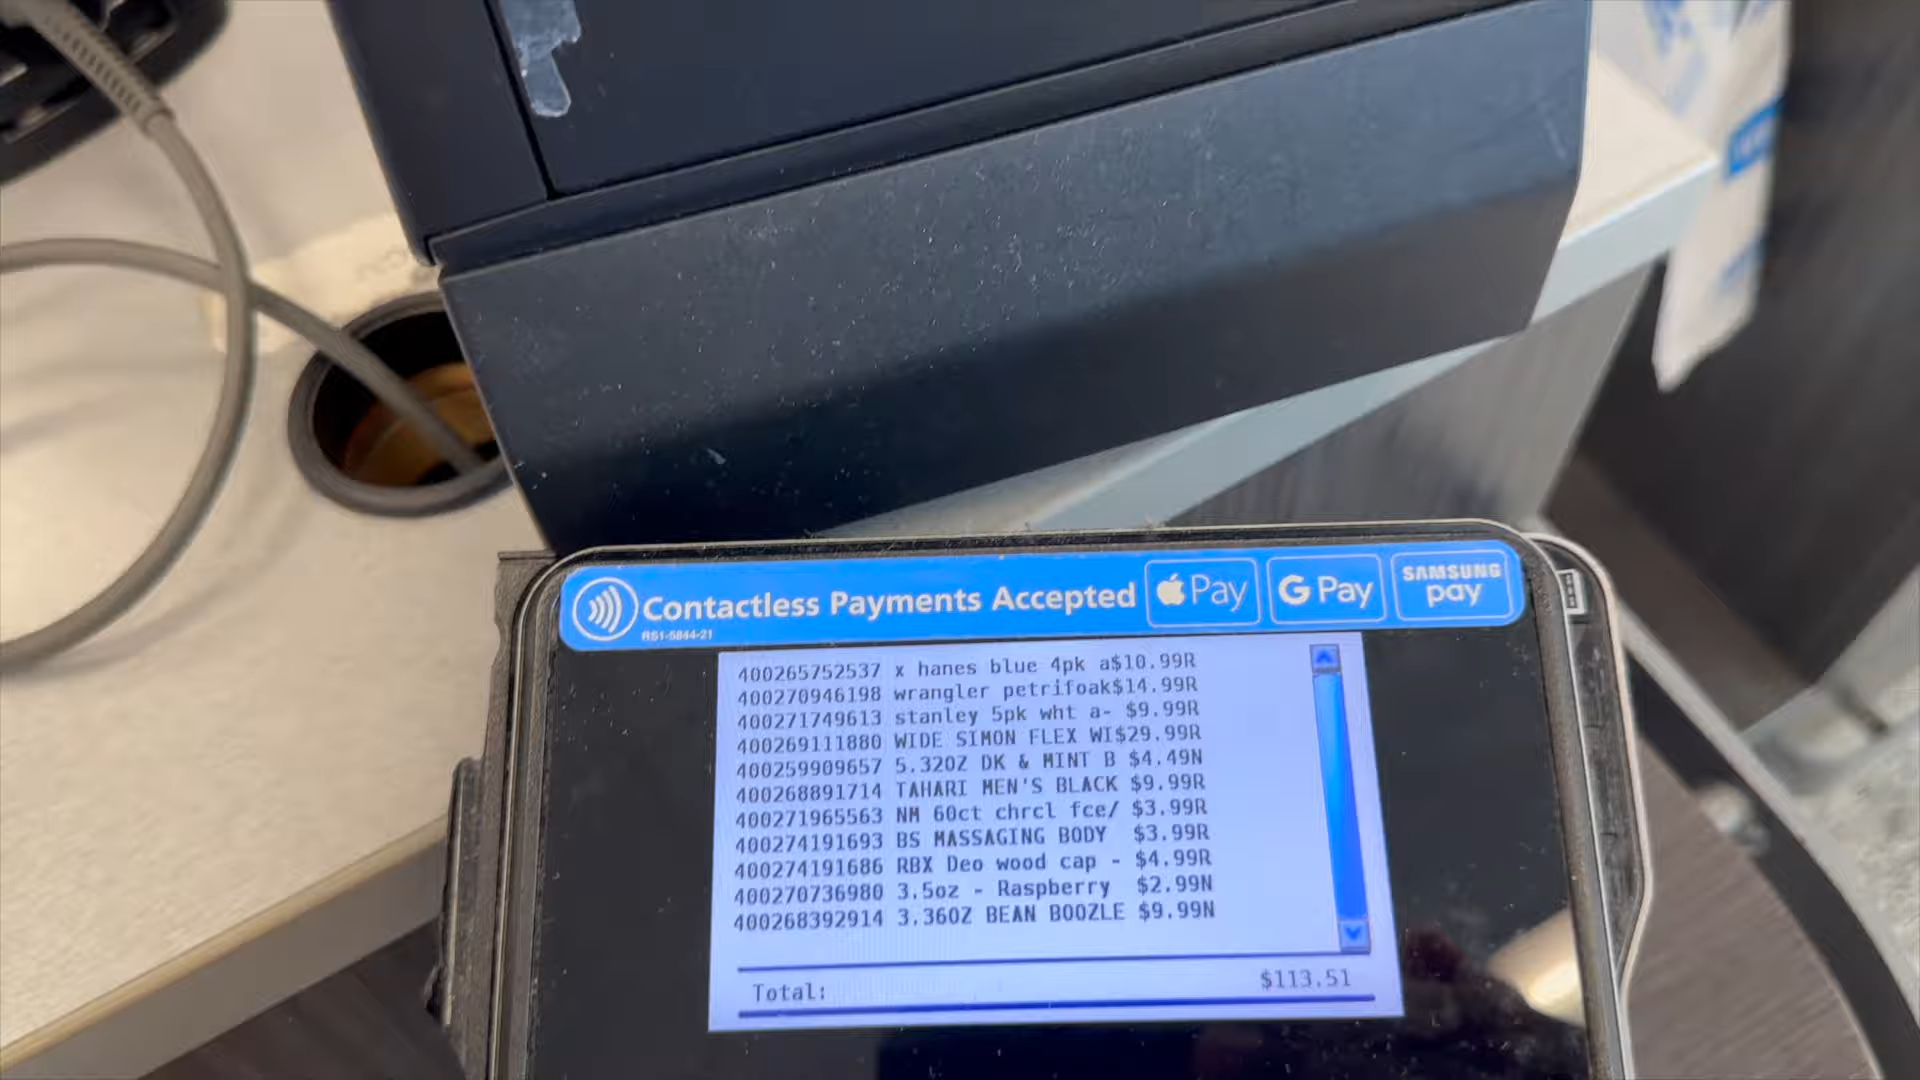 Contactless Payments Accepted
RS1-5844-21
Pay
G Pay
SAMSUNG
pay
400265752537 x hanes blue 4pk a$10.99R
400270946198 wrangler petrifoak$14.99R
400271749613 stanley 5pk wht a- $9.99R
400269111880 WIDE SIMON FLEX WI$29.99R
400259909657 5.32OZ DK & MINT B $4.49N
400268891714 TAHARI MEN'S BLACK $9.99R
400271965563 NM 60ct chrcl fce/ $3.99R
400274191693 BS MASSAGING BODY $3.99R
400274191686 RBX Deo wood cap - $4.99R
400270736980 3.5oz - Raspberry $2.99N
400268392914 3.36OZ BEAN BOOZLE $9.99N
Total: $113.51